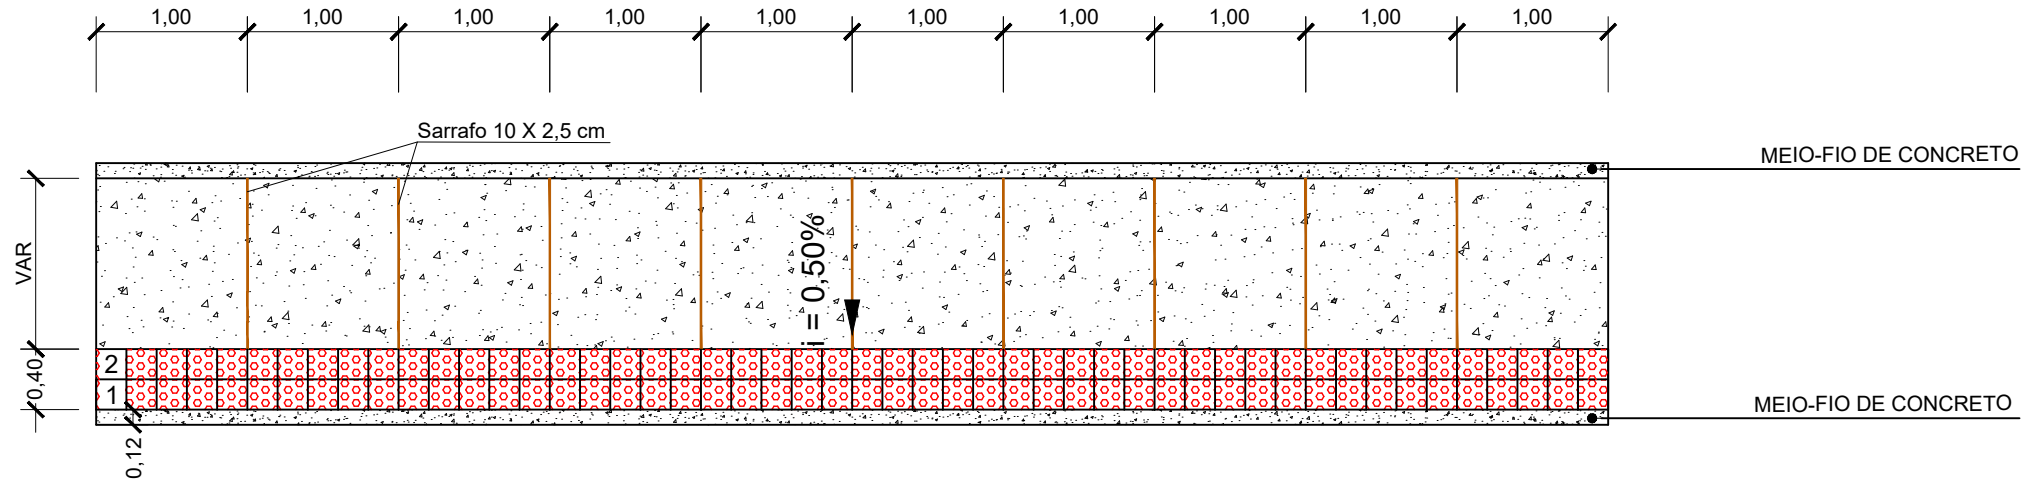 1,00 1,00 1,00 1,00 1,00 1,00 1,00 1,00 1,00 1,00
Sarrafo 10 X 2,5 cm
MEIO-FIO DE CONCRETO
VAR
i = 0,50%
2
0,40
1
MEIO-FIO DE CONCRETO
0,12